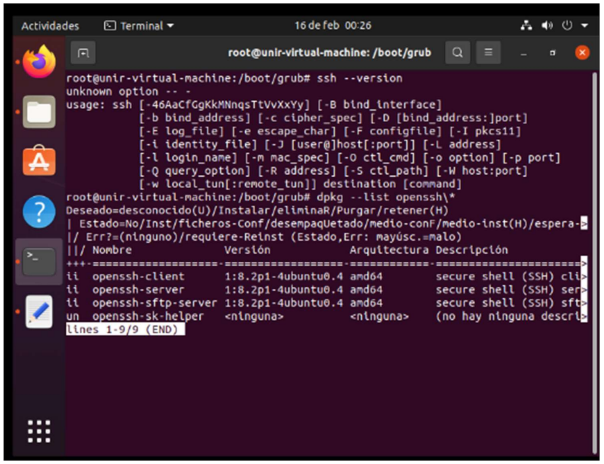 Actividades
Terminal
16 de feb 00:26
root@unir-virtual-machine: /boot/grub
root@unir-virtual-machine:/boot/grub# ssh --version
unknown option -- -
usage: ssh [-46AaCfGgKkMNnqsTtVvXxYy] [-B bind_interface]
           [-b bind_address] [-c cipher_spec] [-D [bind_address:]port]
           [-E log_file] [-e escape_char] [-F configfile] [-I pkcs11]
           [-i identity_file] [-J [user@]host[:port]] [-L address]
           [-l login_name] [-m mac_spec] [-O ctl_cmd] [-o option] [-p port]
           [-Q query_option] [-R address] [-S ctl_path] [-W host:port]
           [-w local_tun[:remote_tun]] destination [command]
root@unir-virtual-machine:/boot/grub# dpkg --list openssh\*
Deseado=desconocido(U)/Instalar/eliminaR/Purgar/retener(H)
| Estado=No/Inst/ficheros-Conf/desempaqUetado/medio-conF/medio-inst(H)/espera->
|/ Err?=(ninguno)/requiere-Reinst (Estado,Err: mayúsc.=malo)
||/ Nombre              Versión           Arquitectura Descripción
+++-===================-=================-============-=======================>
ii  openssh-client      1:8.2p1-4ubuntu0.4 amd64        secure shell (SSH) cli>
ii  openssh-server      1:8.2p1-4ubuntu0.4 amd64        secure shell (SSH) ser>
ii  openssh-sftp-server 1:8.2p1-4ubuntu0.4 amd64        secure shell (SSH) sft>
un  openssh-sk-helper   <ninguna>          <ninguna>    (no hay ninguna descri>
lines 1-9/9 (END)